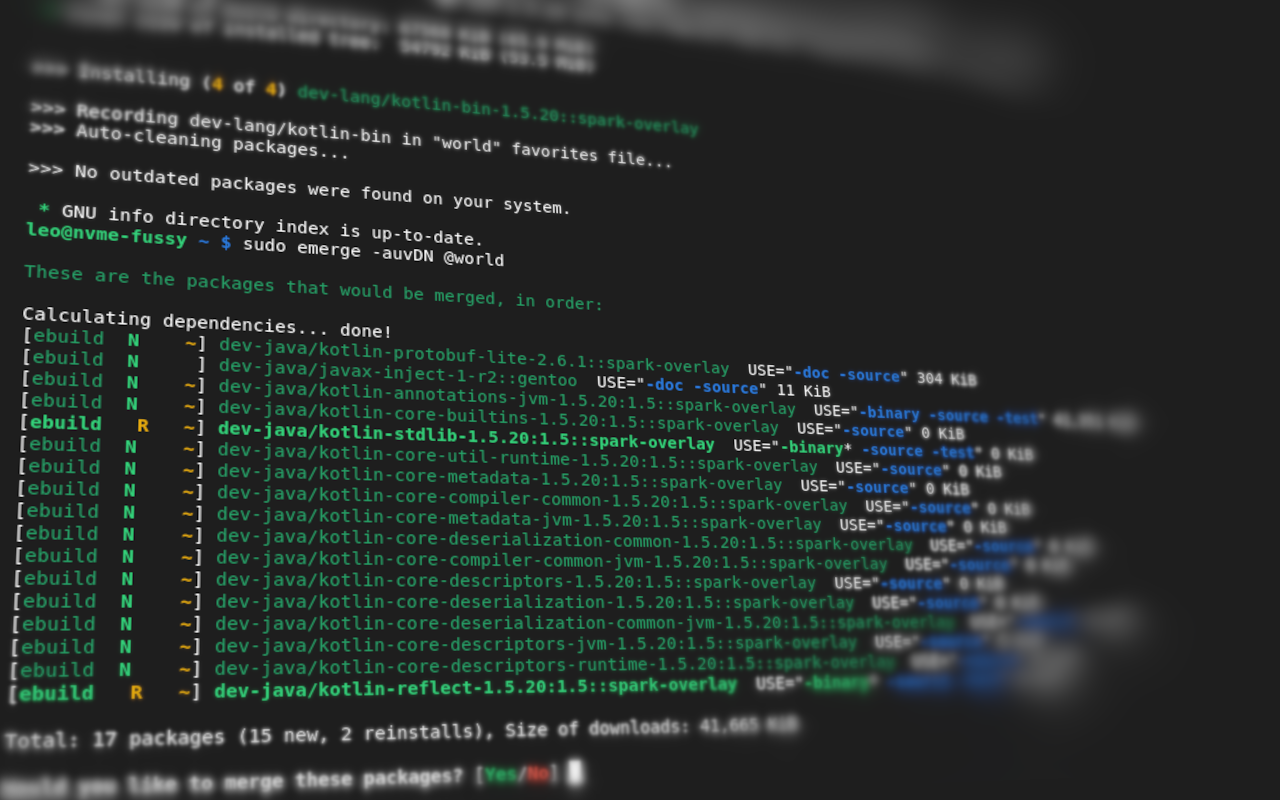 installed tree:
>>> Installing (4 of 4) dev-lang/kotlin-bin-1.5.20::spark-overlay
>>> Recording dev-lang/kotlin-bin in "world" favorites file...
>>> Auto-cleaning packages...
>>> No outdated packages were found on your system.
* GNU info directory index is up-to-date.
leo@nvme-fussy ~ $ sudo emerge -auvDN @world
These are the packages that would be merged, in order:
Calculating dependencies... done!
[ebuild N ~] dev-java/kotlin-protobuf-lite-2.6.1::spark-overlay USE="-doc -source" 304 KiB
[ebuild N ] dev-java/javax-inject-1-r2::gentoo USE="-doc -source" 11 KiB
[ebuild N ~] dev-java/kotlin-annotations-jvm-1.5.20:1.5::spark-overlay USE="-binary -source -test"
[ebuild N ~] dev-java/kotlin-core-builtins-1.5.20:1.5::spark-overlay USE="-source" 0 KiB
[ebuild R ~] dev-java/kotlin-stdlib-1.5.20:1.5::spark-overlay USE="-binary* -source -test" 0 KiB
[ebuild N ~] dev-java/kotlin-core-util-runtime-1.5.20:1.5::spark-overlay USE="-source" 0 KiB
[ebuild N ~] dev-java/kotlin-core-metadata-1.5.20:1.5::spark-overlay USE="-source" 0 KiB
[ebuild N ~] dev-java/kotlin-core-compiler-common-1.5.20:1.5::spark-overlay USE="-source" 0 KiB
[ebuild N ~] dev-java/kotlin-core-metadata-jvm-1.5.20:1.5::spark-overlay USE="-source" 0 KiB
[ebuild N ~] dev-java/kotlin-core-deserialization-common-1.5.20:1.5::spark-overlay USE="-source" 0 KiB
[ebuild N ~] dev-java/kotlin-core-compiler-common-jvm-1.5.20:1.5::spark-overlay USE="-source" 0 KiB
[ebuild N ~] dev-java/kotlin-core-descriptors-1.5.20:1.5::spark-overlay USE="-source" 0 KiB
[ebuild N ~] dev-java/kotlin-core-deserialization-1.5.20:1.5::spark-overlay USE="-source" 0 KiB
[ebuild N ~] dev-java/kotlin-core-deserialization-common-jvm-1.5.20:1.5::spark-overlay
[ebuild N ~] dev-java/kotlin-core-descriptors-jvm-1.5.20:1.5::spark-overlay USE="-source"
[ebuild N ~] dev-java/kotlin-core-descriptors-runtime-1.5.20:1.5::spark-overlay
[ebuild R ~] dev-java/kotlin-reflect-1.5.20:1.5::spark-overlay USE="-binary*
Total: 17 packages (15 new, 2 reinstalls), Size of downloads: 41,665 KiB
Would you like to merge these packages? [Yes/No]